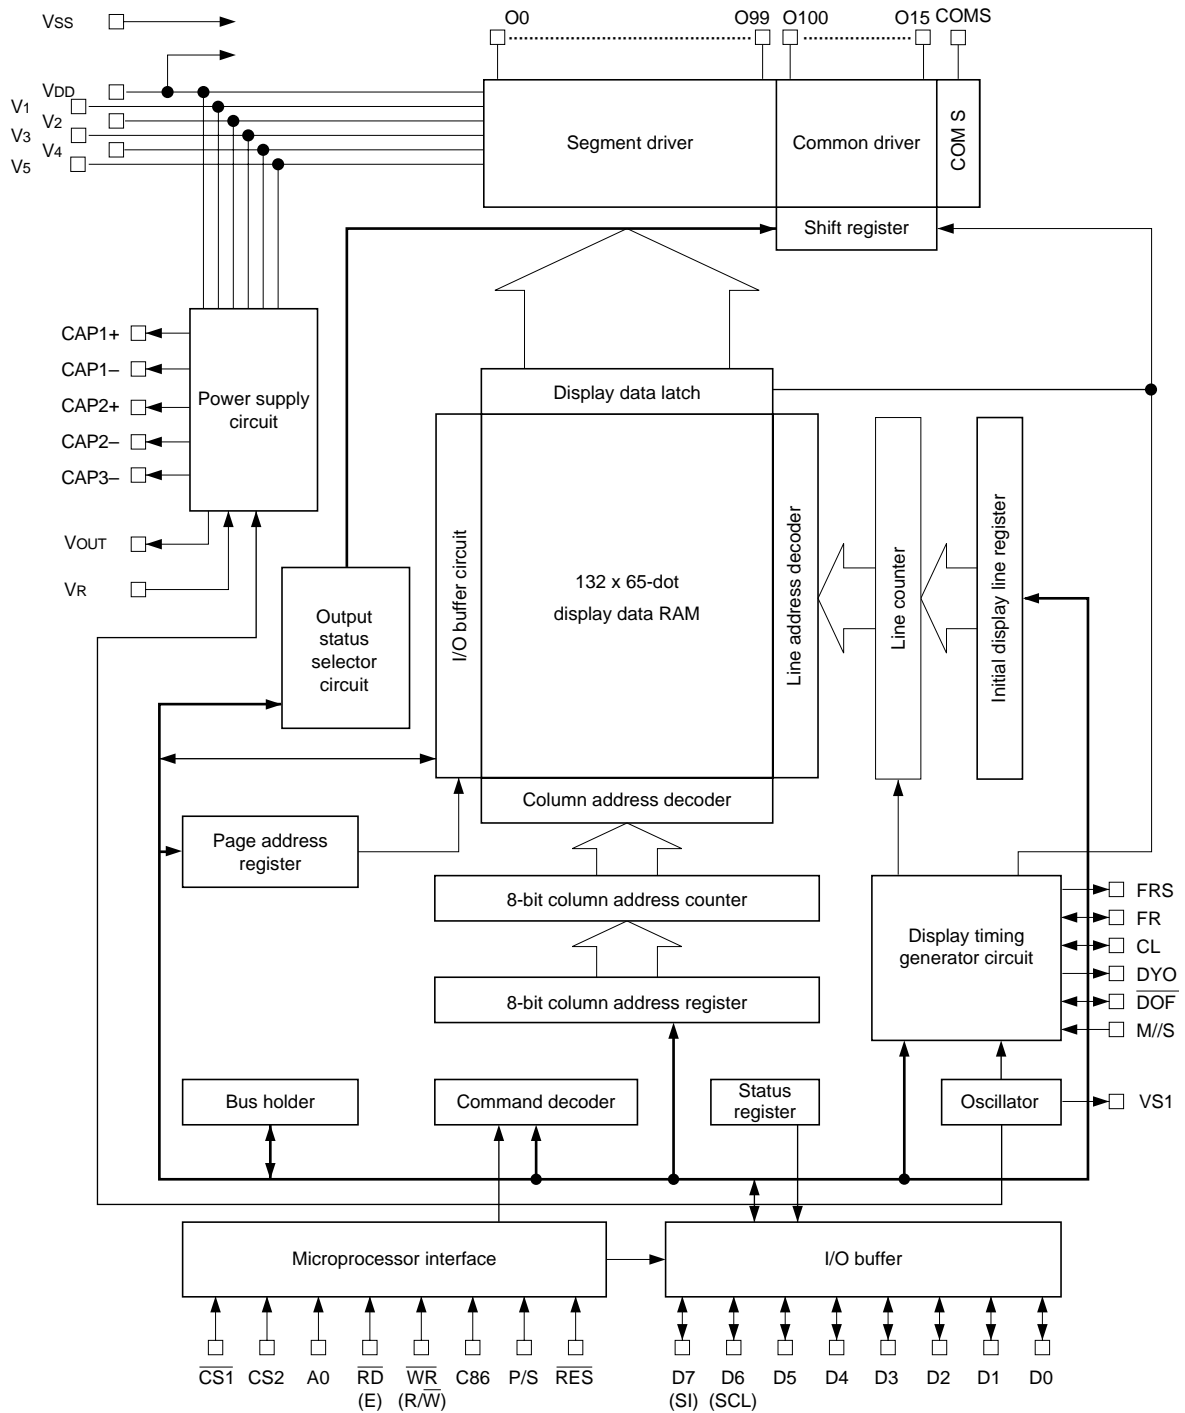 VSS
O0
O99
O100
O15
COMS
VDD
V1
V2
V3
V4
V5
Segment driver
Common driver
COM S
Shift register
CAP1+
CAP1–
CAP2+
CAP2–
CAP3–
VOUT
VR
Power supply
circuit
Display data latch
Output
status
selector
circuit
I/O buffer circuit
132 x 65-dot
display data RAM
Line address decoder
Line counter
Initial display line register
Column address decoder
Page address
register
8-bit column address counter
8-bit column address register
Display timing
generator circuit
FRS
FR
CL
DYO
D̅O̅F̅
M//S
Bus holder
Command decoder
Status
register
Oscillator
VS1
Microprocessor interface
I/O buffer
C̅S̅1̅
CS2
A0
R̅D̅
(E)
W̅R̅
(R/W̅)
C86
P/S
R̅E̅S̅
D7
(SI)
D6
(SCL)
D5
D4
D3
D2
D1
D0